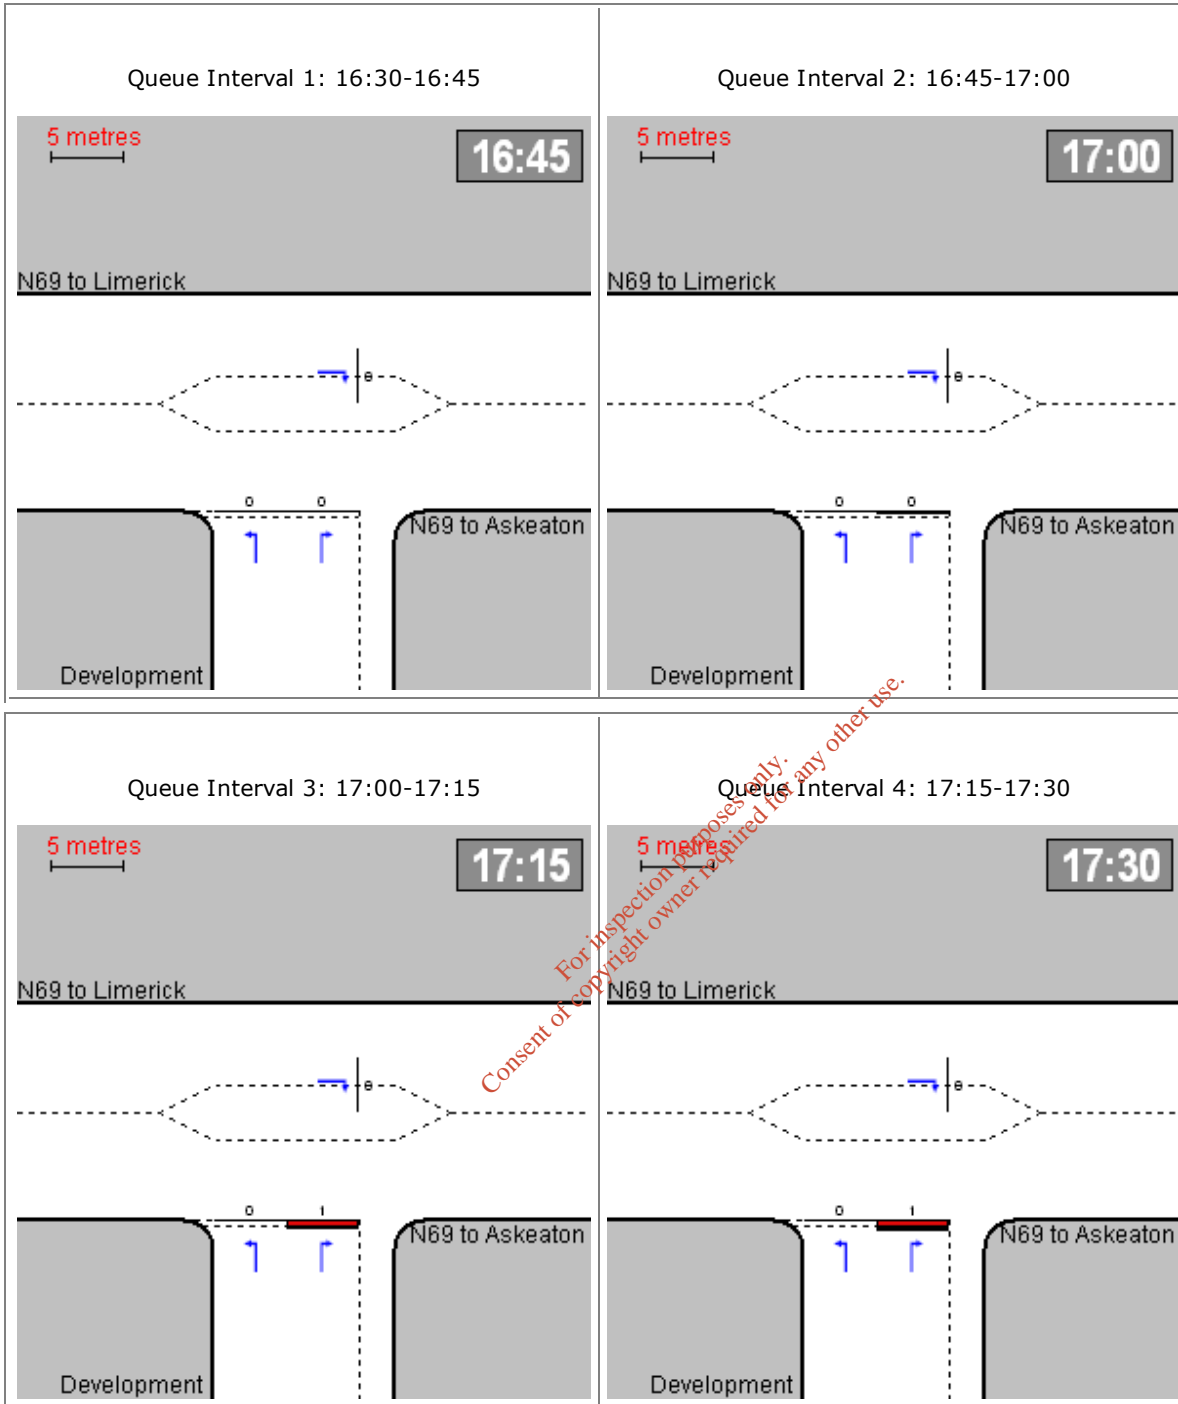 Queue Interval 1: 16:30-16:45
5 metres
16:45
N69 to Limerick
0 0
N69 to Askeaton
Development
Queue Interval 2: 16:45-17:00
5 metres
17:00
N69 to Limerick
0 0
N69 to Askeaton
Development
Queue Interval 3: 17:00-17:15
5 metres
17:15
N69 to Limerick
0 1
N69 to Askeaton
Development
Queue Interval 4: 17:15-17:30
5 metres
17:30
N69 to Limerick
0 1
N69 to Askeaton
Development
For inspection purposes only.
Consent of copyright owner required for any other use.